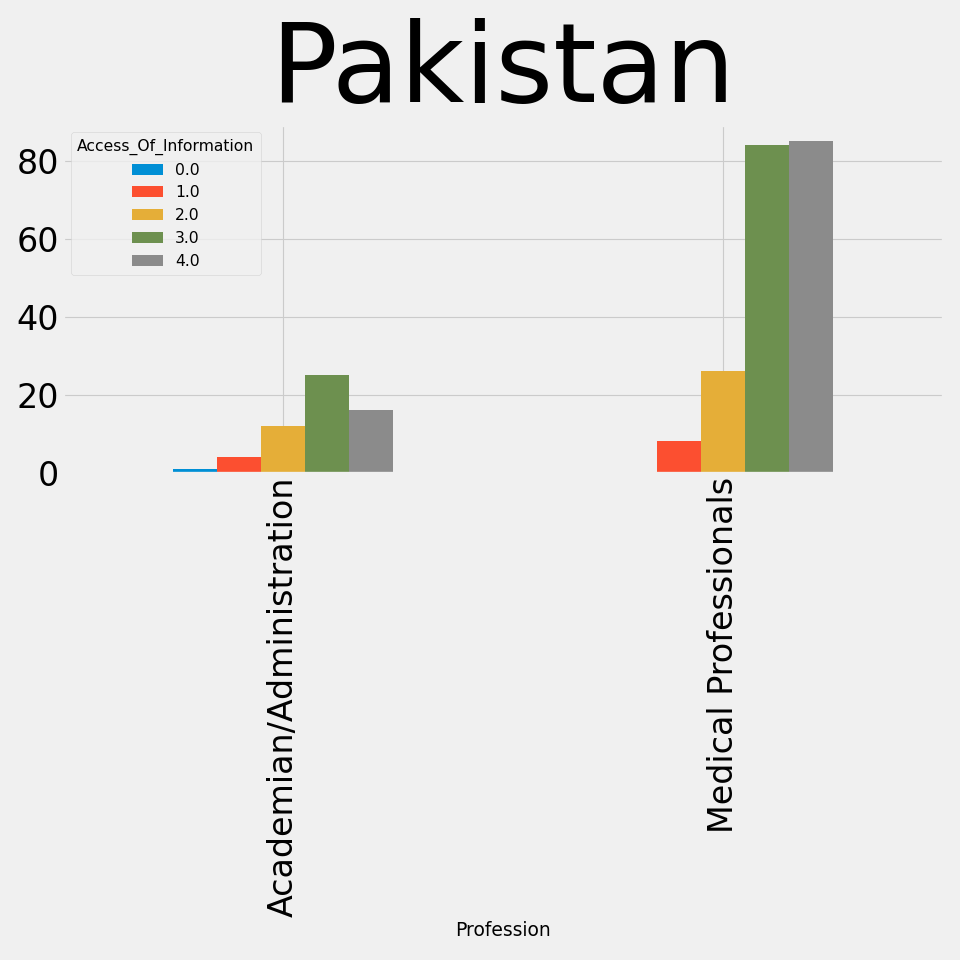 Pakistan
Access_Of_Information
0.0
1.0
2.0
3.0
4.0
80
60
40
20
0
Academian/Administration
Medical Professionals
Profession